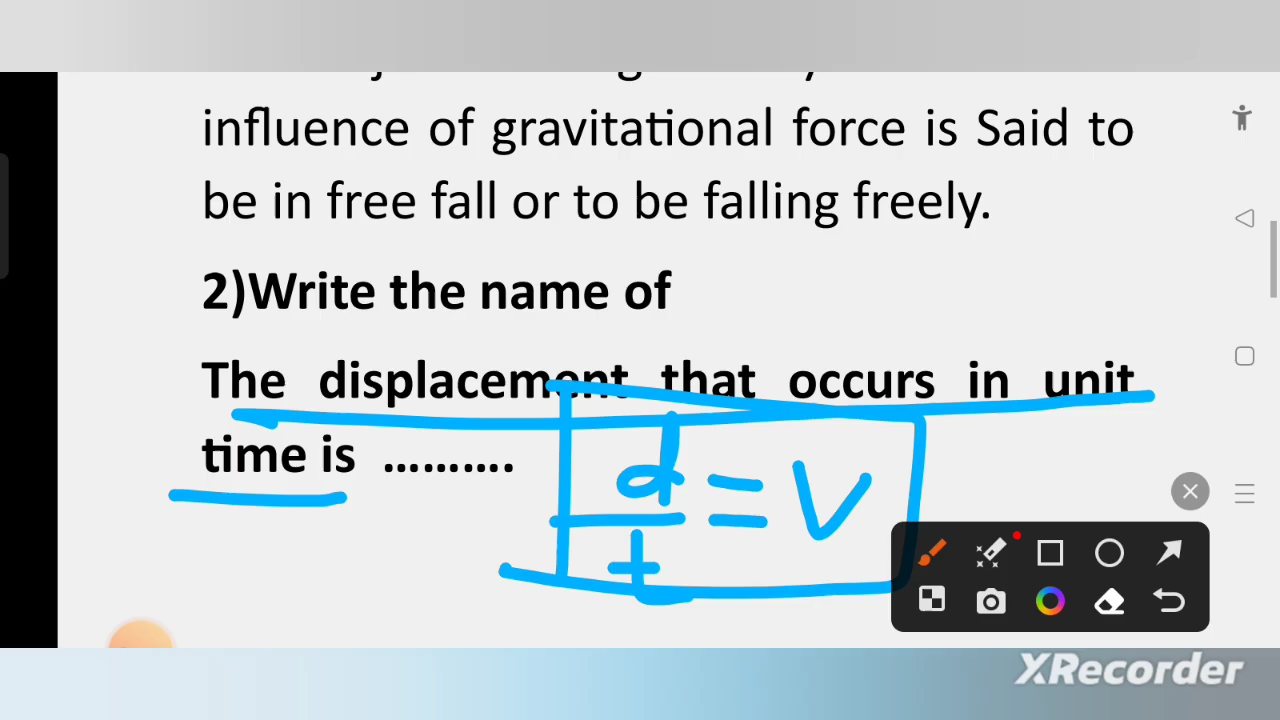 influence of gravitational force is Said to
be in free fall or to be falling freely.
2)Write the name of
The displacement that occurs in unit
time is ..........
d
= v
t
XRecorder